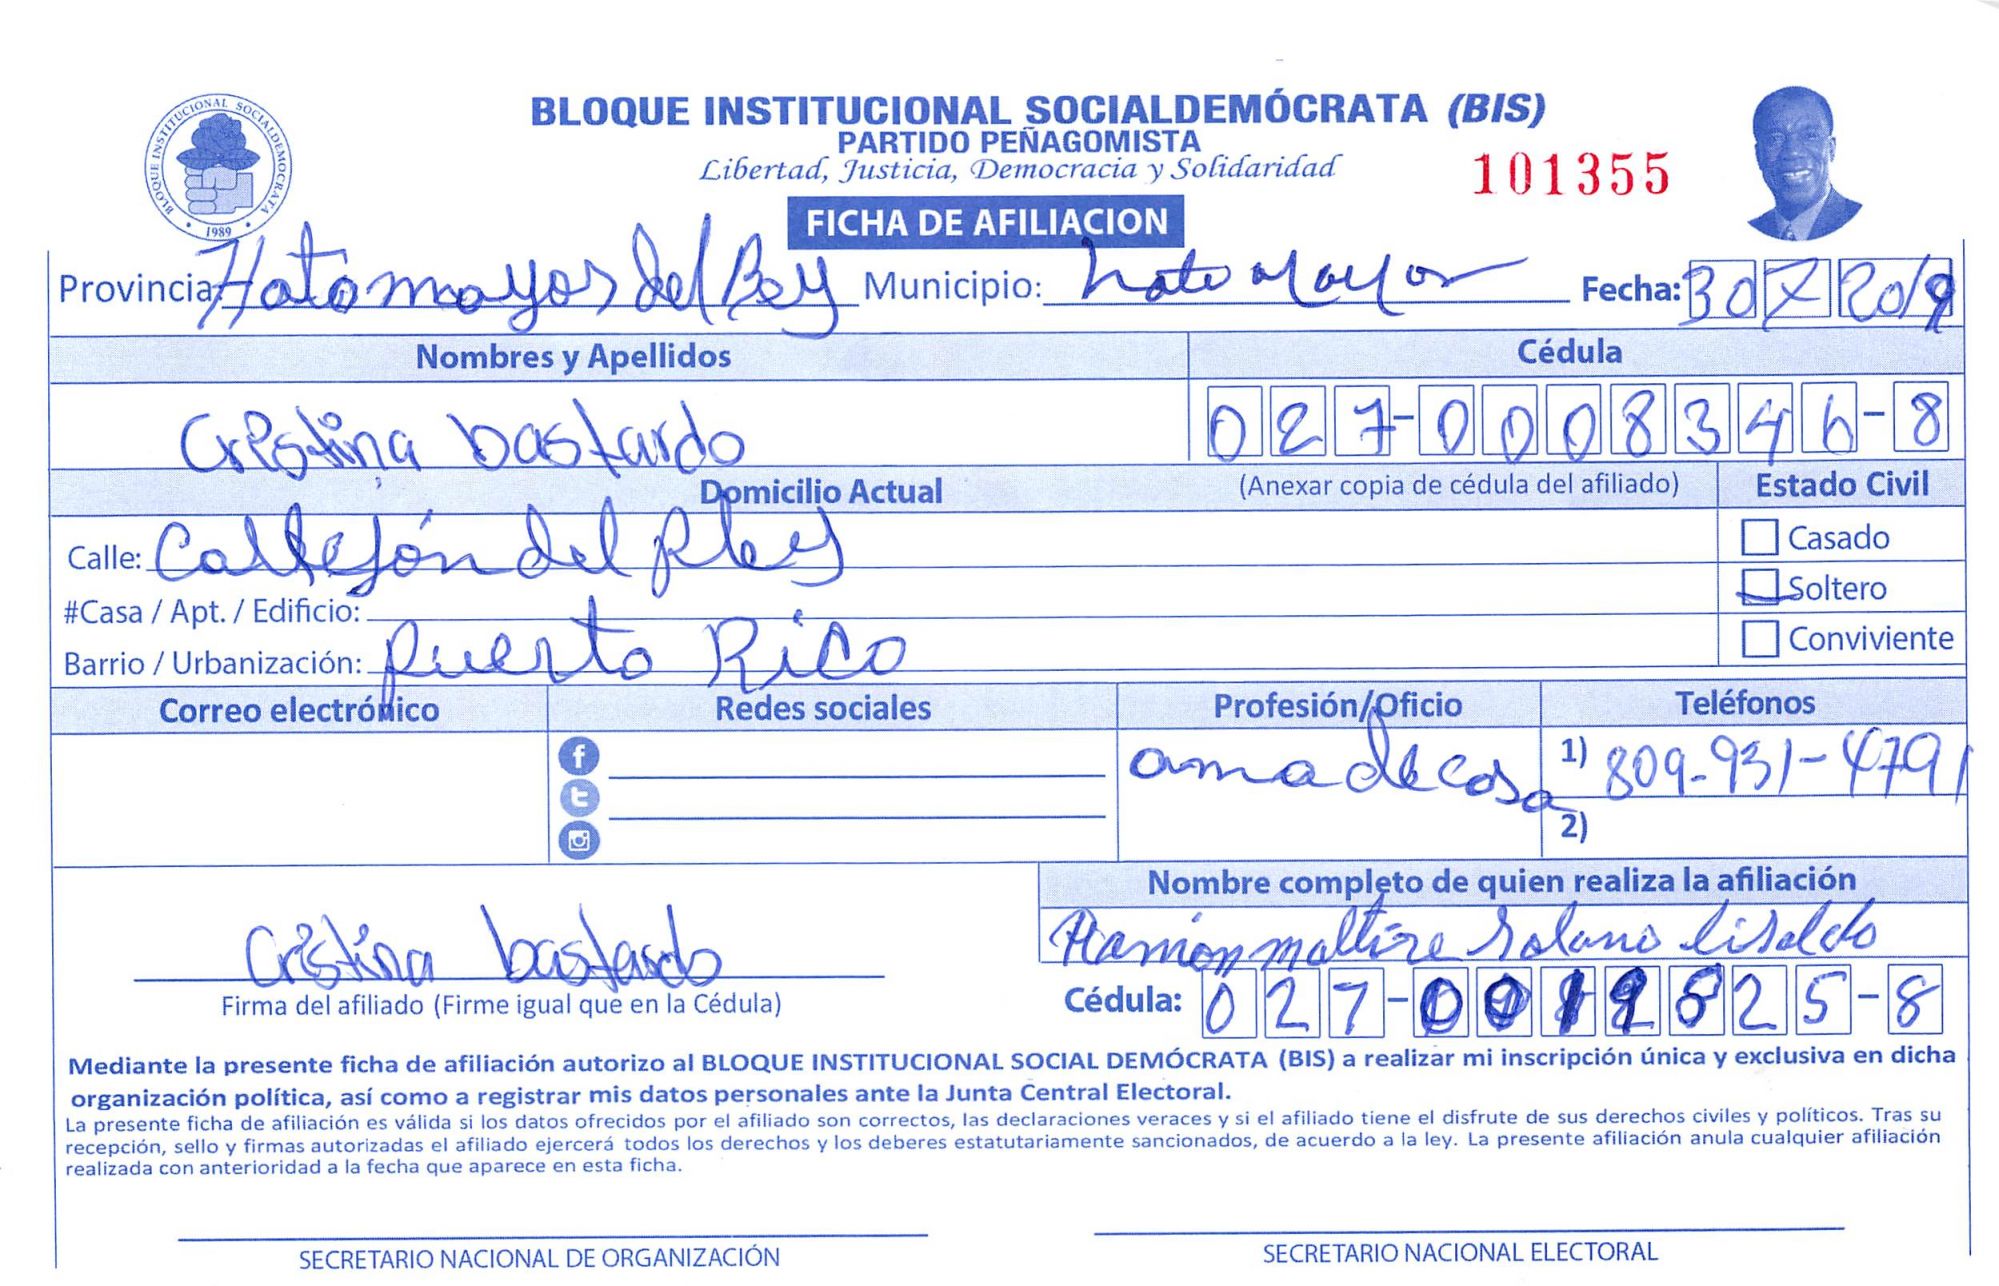 BLOQUE INSTITUCIONAL SOCIALDEMÓCRATA (BIS)
PARTIDO PEÑAGOMISTA
Libertad, Justicia, Democracia y Solidaridad
101355
BLOQUE INSTITUCIONAL SOCIALDEMOCRATA
1989
FICHA DE AFILIACION
Provincia: Hato mayor del Rey Municipio: hato mayor Fecha: 30 7 2019
Nombres y Apellidos Cédula
Cristina bastardo 027-0008346-8
Domicilio Actual (Anexar copia de cédula del afiliado) Estado Civil
Calle: Callejón del Pley Casado
#Casa / Apt. / Edificio: Soltero
Barrio / Urbanización: Puerto Rico Conviviente
Correo electrónico Redes sociales Profesión/Oficio Teléfonos
ama de casa 1) 809-931-4791
2)
Nombre completo de quien realiza la afiliación
Cristina bastardo Ramón Solano
Firma del afiliado (Firme igual que en la Cédula) Cédula: 027- 25-8
Mediante la presente ficha de afiliación autorizo al BLOQUE INSTITUCIONAL SOCIAL DEMÓCRATA (BIS) a realizar mi inscripción única y exclusiva en dicha
organización política, así como a registrar mis datos personales ante la Junta Central Electoral.
La presente ficha de afiliación es válida si los datos ofrecidos por el afiliado son correctos, las declaraciones veraces y si el afiliado tiene el disfrute de sus derechos civiles y políticos. Tras su
recepción, sello y firmas autorizadas el afiliado ejercerá todos los derechos y los deberes estatutariamente sancionados, de acuerdo a la ley. La presente afiliación anula cualquier afiliación
realizada con anterioridad a la fecha que aparece en esta ficha.
SECRETARIO NACIONAL DE ORGANIZACIÓN SECRETARIO NACIONAL ELECTORAL